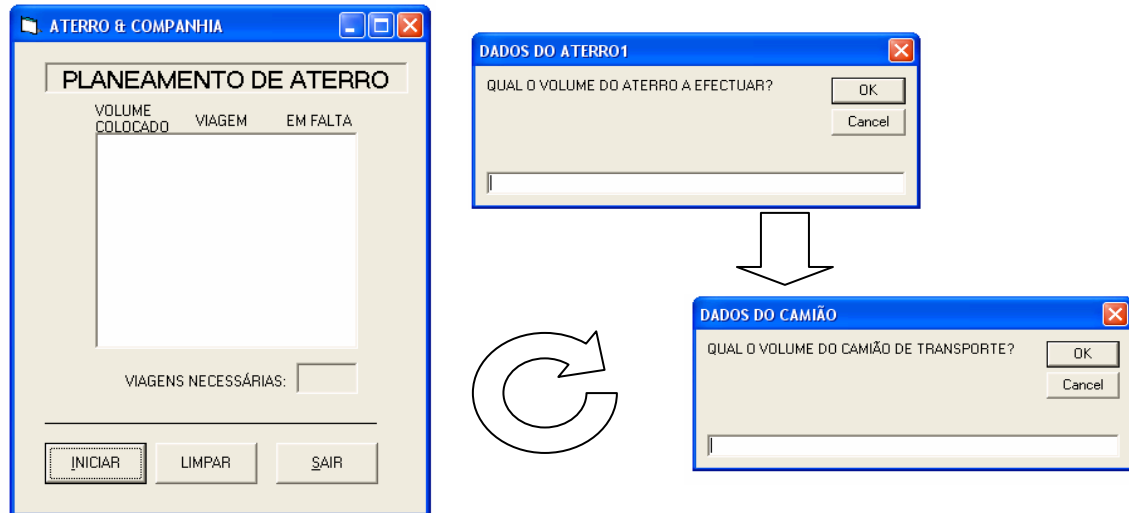 ATERRO & COMPANHIA
PLANEAMENTO DE ATERRO
VOLUME
COLOCADO
VIAGEM
EM FALTA
VIAGENS NECESSÁRIAS:
INICIAR
LIMPAR
SAIR
DADOS DO ATERRO1
QUAL O VOLUME DO ATERRO A EFECTUAR?
OK
Cancel
DADOS DO CAMIÃO
QUAL O VOLUME DO CAMIÃO DE TRANSPORTE?
OK
Cancel